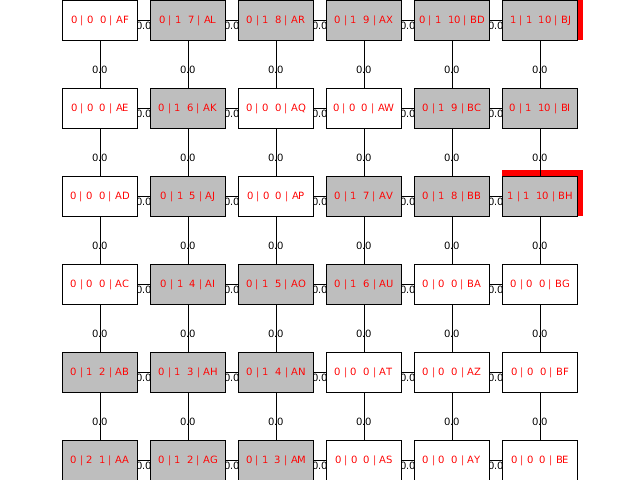 0 | 0  0 | AF 0.0 0 | 1  7 | AL 0.0 0 | 1  8 | AR 0.0 0 | 1  9 | AX 0.0 0 | 1  10 | BD 0.0 1 | 1  10 | BJ
0.0 0.0 0.0 0.0 0.0 0.0
0 | 0  0 | AE 0.0 0 | 1  6 | AK 0.0 0 | 0  0 | AQ 0.0 0 | 0  0 | AW 0.0 0 | 1  9 | BC 0.0 0 | 1  10 | BI
0.0 0.0 0.0 0.0 0.0 0.0
0 | 0  0 | AD 0.0 0 | 1  5 | AJ 0.0 0 | 0  0 | AP 0.0 0 | 1  7 | AV 0.0 0 | 1  8 | BB 0.0 1 | 1  10 | BH
0.0 0.0 0.0 0.0 0.0 0.0
0 | 0  0 | AC 0.0 0 | 1  4 | AI 0.0 0 | 1  5 | AO 0.0 0 | 1  6 | AU 0.0 0 | 0  0 | BA 0.0 0 | 0  0 | BG
0.0 0.0 0.0 0.0 0.0 0.0
0 | 1  2 | AB 0.0 0 | 1  3 | AH 0.0 0 | 1  4 | AN 0.0 0 | 0  0 | AT 0.0 0 | 0  0 | AZ 0.0 0 | 0  0 | BF
0.0 0.0 0.0 0.0 0.0 0.0
0 | 2  1 | AA 0.0 0 | 1  2 | AG 0.0 0 | 1  3 | AM 0.0 0 | 0  0 | AS 0.0 0 | 0  0 | AY 0.0 0 | 0  0 | BE